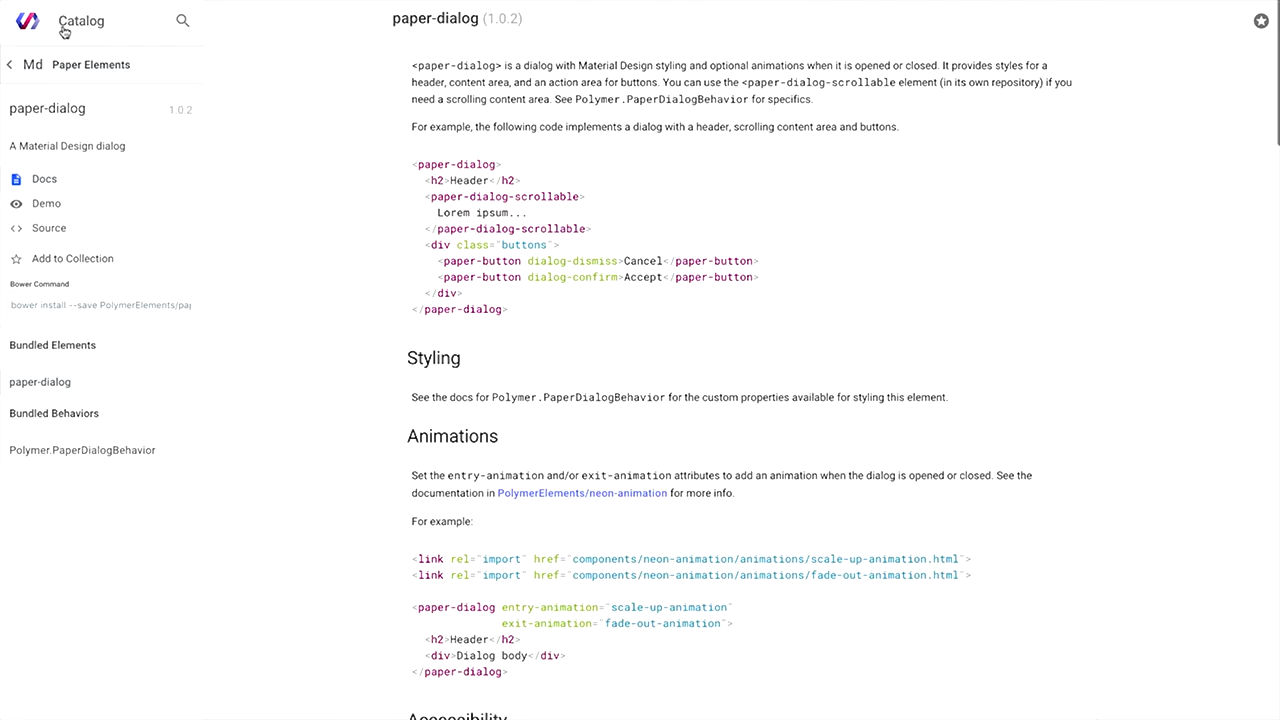 Catalog
Md Paper Elements
paper-dialog 1.0.2
A Material Design dialog
Docs
Demo
Source
Add to Collection
Bower Command
bower install --save PolymerElements/pap
Bundled Elements
paper-dialog
Bundled Behaviors
Polymer.PaperDialogBehavior
paper-dialog (1.0.2)
<paper-dialog> is a dialog with Material Design styling and optional animations when it is opened or closed. It provides styles for a
header, content area, and an action area for buttons. You can use the <paper-dialog-scrollable element (in its own repository) if you
need a scrolling content area. See Polymer.PaperDialogBehavior for specifics.
For example, the following code implements a dialog with a header, scrolling content area and buttons.
<paper-dialog>
<h2>Header</h2>
<paper-dialog-scrollable>
Lorem ipsum...
</paper-dialog-scrollable>
<div class="buttons">
<paper-button dialog-dismiss>Cancel</paper-button>
<paper-button dialog-confirm>Accept</paper-button>
</div>
</paper-dialog>
Styling
See the docs for Polymer.PaperDialogBehavior for the custom properties available for styling this element.
Animations
Set the entry-animation and/or exit-animation attributes to add an animation when the dialog is opened or closed. See the
documentation in PolymerElements/neon-animation for more info.
For example:
<link rel="import" href="components/neon-animation/animations/scale-up-animation.html">
<link rel="import" href="components/neon-animation/animations/fade-out-animation.html">
<paper-dialog entry-animation="scale-up-animation"
exit-animation="fade-out-animation">
<h2>Header</h2>
<div>Dialog body</div>
</paper-dialog>
Accessibility